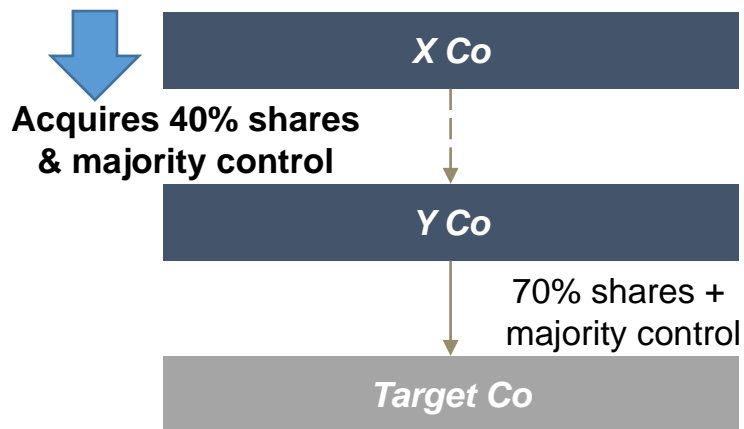 X Co
Acquires 40% shares
& majority control
Y Co
70% shares +
majority control
Target Co